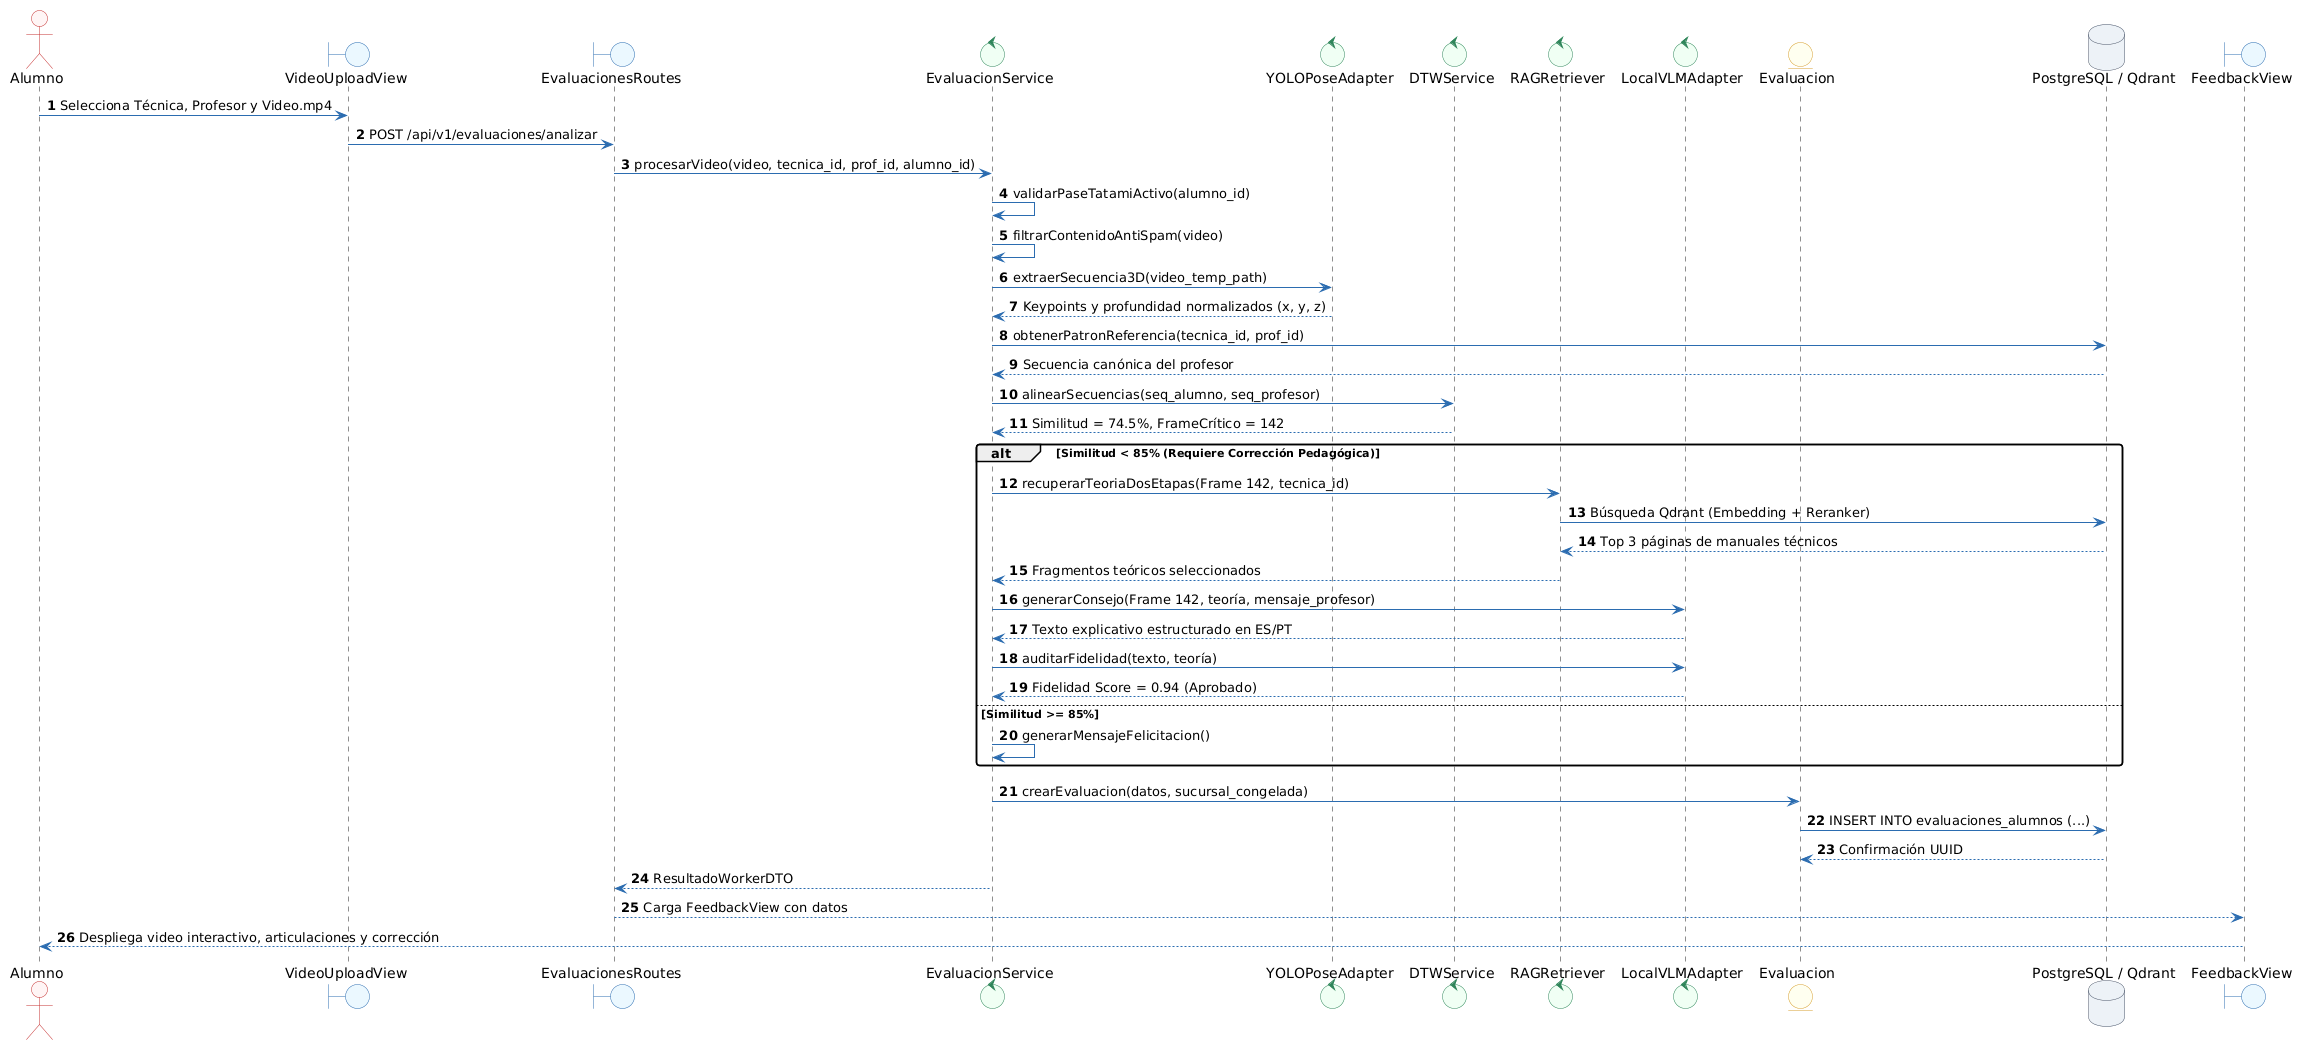 Alumno
VideoUploadView
EvaluacionesRoutes
EvaluacionService
YOLOPoseAdapter
DTWService
RAGRetriever
LocalVLMAdapter
Evaluacion
PostgreSQL / Qdrant
FeedbackView
1 Selecciona Técnica, Profesor y Video.mp4
2 POST /api/v1/evaluaciones/analizar
3 procesarVideo(video, tecnica_id, prof_id, alumno_id)
4 validarPaseTatamiActivo(alumno_id)
5 filtrarContenidoAntiSpam(video)
6 extraerSecuencia3D(video_temp_path)
7 Keypoints y profundidad normalizados (x, y, z)
8 obtenerPatronReferencia(tecnica_id, prof_id)
9 Secuencia canónica del profesor
10 alinearSecuencias(seq_alumno, seq_profesor)
11 Similitud = 74.5%, FrameCrítico = 142
alt [Similitud < 85% (Requiere Corrección Pedagógica)]
12 recuperarTeoriaDosEtapas(Frame 142, tecnica_id)
13 Búsqueda Qdrant (Embedding + Reranker)
14 Top 3 páginas de manuales técnicos
15 Fragmentos teóricos seleccionados
16 generarConsejo(Frame 142, teoría, mensaje_profesor)
17 Texto explicativo estructurado en ES/PT
18 auditarFidelidad(texto, teoría)
19 Fidelidad Score = 0.94 (Aprobado)
[Similitud >= 85%]
20 generarMensajeFelicitacion()
21 crearEvaluacion(datos, sucursal_congelada)
22 INSERT INTO evaluaciones_alumnos (...)
23 Confirmación UUID
24 ResultadoWorkerDTO
25 Carga FeedbackView con datos
26 Despliega video interactivo, articulaciones y corrección
Alumno
VideoUploadView
EvaluacionesRoutes
EvaluacionService
YOLOPoseAdapter
DTWService
RAGRetriever
LocalVLMAdapter
Evaluacion
PostgreSQL / Qdrant
FeedbackView